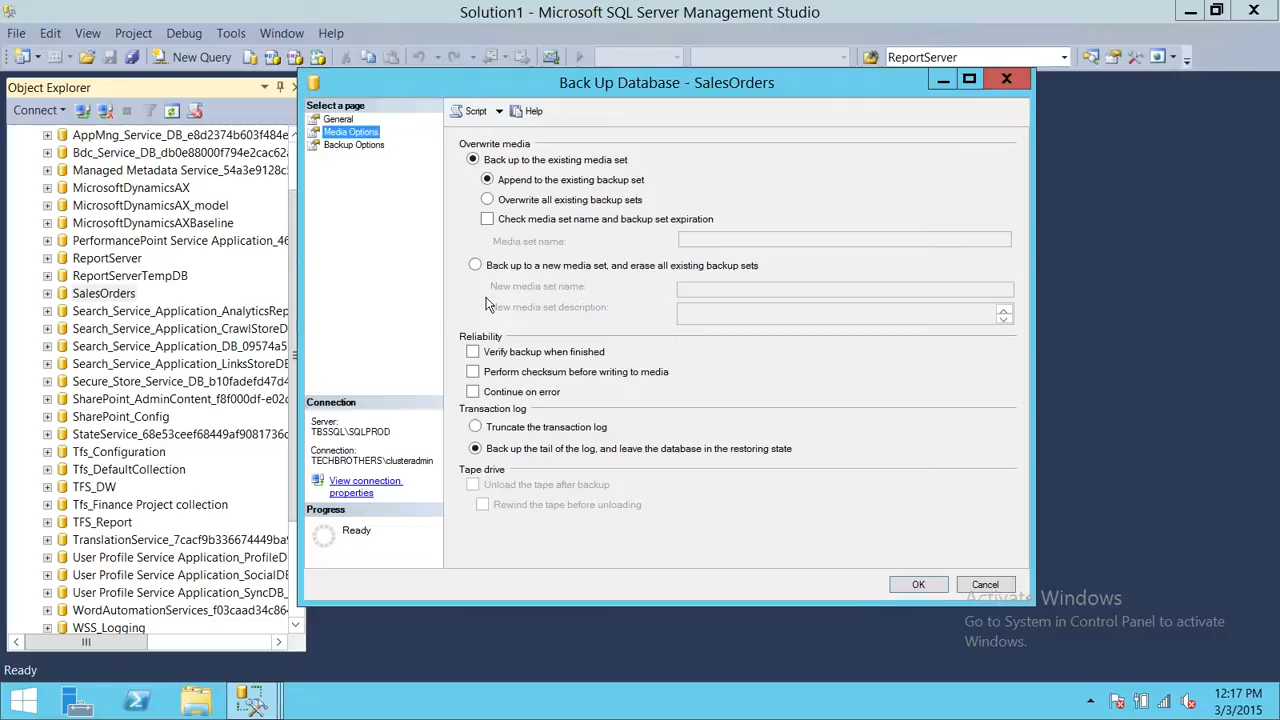 Solution1 - Microsoft SQL Server Management Studio
File Edit View Project Debug Tools Window Help
New Query
ReportServer
Object Explorer
Connect
AppMng_Service_DB_e8d2374b603f484e
Bdc_Service_DB_db0e88000f794e2cac62
Managed Metadata Service_54a3e9128c
MicrosoftDynamicsAX
MicrosoftDynamicsAX_model
MicrosoftDynamicsAXBaseline
PerformancePoint Service Application_46
ReportServer
ReportServerTempDB
SalesOrders
Search_Service_Application_AnalyticsRep
Search_Service_Application_CrawlStoreD
Search_Service_Application_DB_09574a5
Search_Service_Application_LinksStoreD
Secure_Store_Service_DB_b10fadefd47d4
SharePoint_AdminContent_f8f000df-e02c
SharePoint_Config
StateService_68e53ceef68449af9081736c
Tfs_Configuration
Tfs_DefaultCollection
TFS_DW
Tfs_Finance Project collection
TFS_Report
TranslationService_7cacf9b336674449ba
User Profile Service Application_ProfileD
User Profile Service Application_SocialDE
User Profile Service Application_SyncDB_
WordAutomationServices_f03caad34c86
WSS_Logging
Back Up Database - SalesOrders
Select a page
General
Media Options
Backup Options
Connection
Server:
TBSSQL\SQLPROD
Connection:
TECHBROTHERS\clusteradmin
View connection
properties
Progress
Ready
Script Help
Overwrite media
Back up to the existing media set
Append to the existing backup set
Overwrite all existing backup sets
Check media set name and backup set expiration
Media set name:
Back up to a new media set, and erase all existing backup sets
New media set name:
New media set description:
Reliability
Verify backup when finished
Perform checksum before writing to media
Continue on error
Transaction log
Truncate the transaction log
Back up the tail of the log, and leave the database in the restoring state
Tape drive
Unload the tape after backup
Rewind the tape before unloading
OK Cancel
Activate Windows
Go to System in Control Panel to activate
Windows.
Ready
12:17 PM
3/3/2015